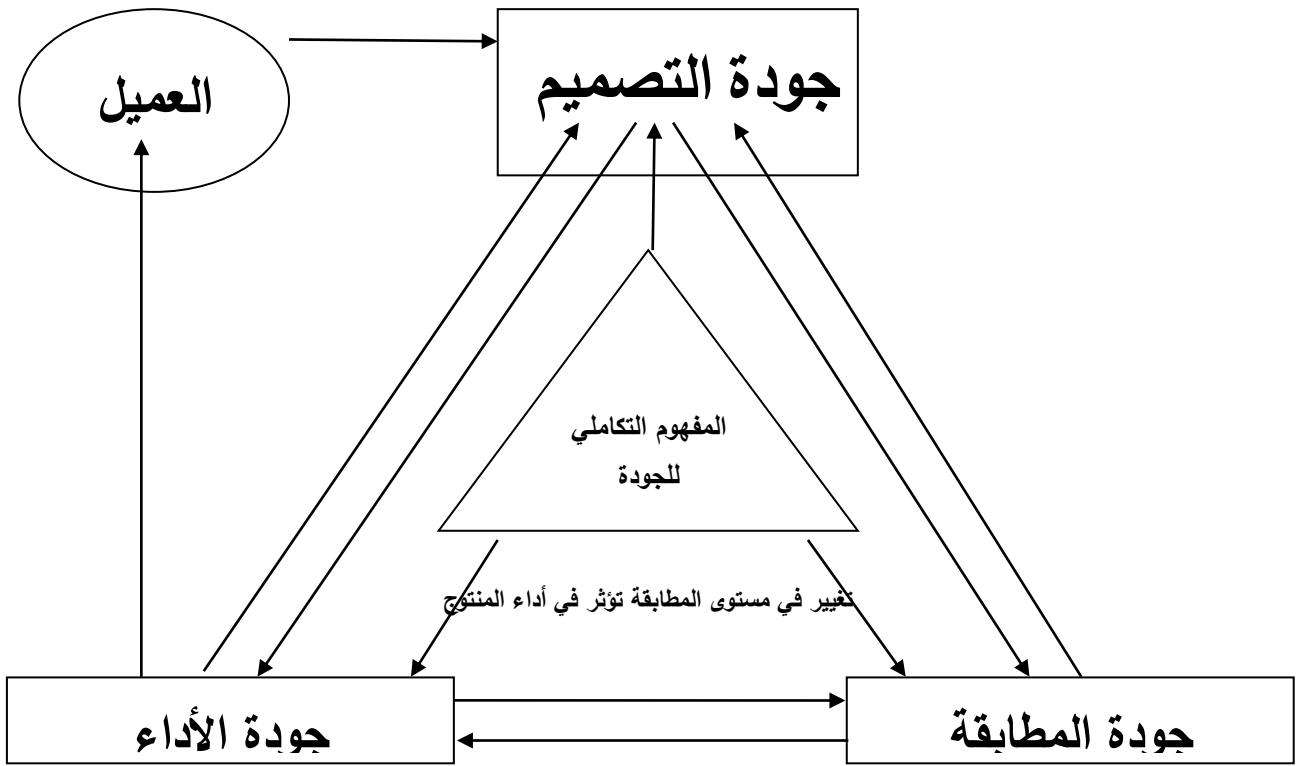 العميل
جودة التصميم
المفهوم التكاملي
للجودة
تغيير في مستوى المطابقة تؤثر في أداء المنتوج
جودة الأداء
جودة المطابقة